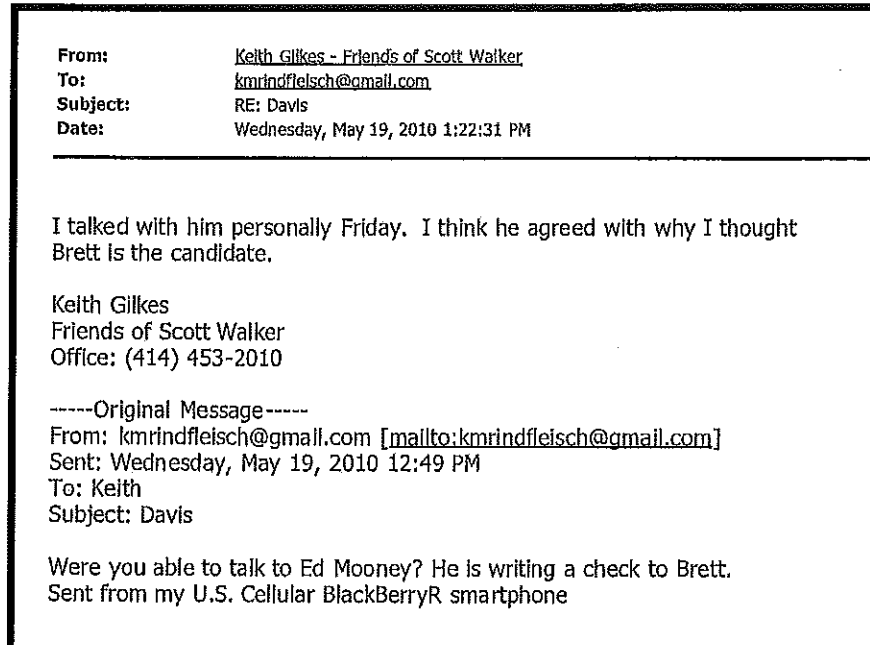 From: Keith Gilkes - Friends of Scott Walker
To: kmrindfleisch@gmail.com
Subject: RE: Davis
Date: Wednesday, May 19, 2010 1:22:31 PM
I talked with him personally Friday. I think he agreed with why I thought
Brett is the candidate.
Keith Gilkes
Friends of Scott Walker
Office: (414) 453-2010
-----Original Message-----
From: kmrindfleisch@gmail.com [mailto:kmrindfleisch@gmail.com]
Sent: Wednesday, May 19, 2010 12:49 PM
To: Keith
Subject: Davis
Were you able to talk to Ed Mooney? He is writing a check to Brett.
Sent from my U.S. Cellular BlackBerryR smartphone